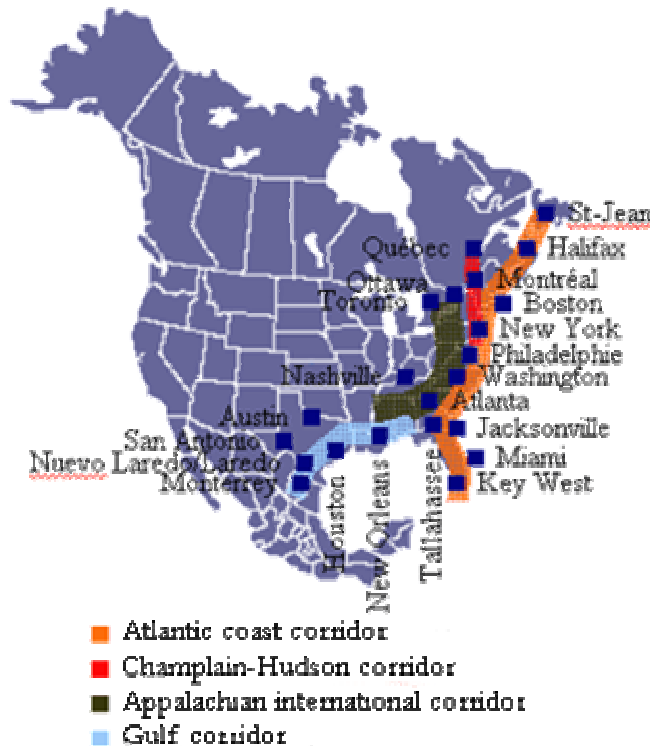 St-Jean
Québec
Halifax
Ottawa
Montréal
Toronto
Boston
New York
Philadelphie
Nashville
Washington
Atlanta
Austin
Jacksonville
San Antonio
Miami
Nuevo Laredo/Laredo
Monterrey
Key West
Houston
New Orleans
Tallahassee
Atlantic coast corridor
Champlain-Hudson corridor
Appalachian international corridor
Gulf corridor